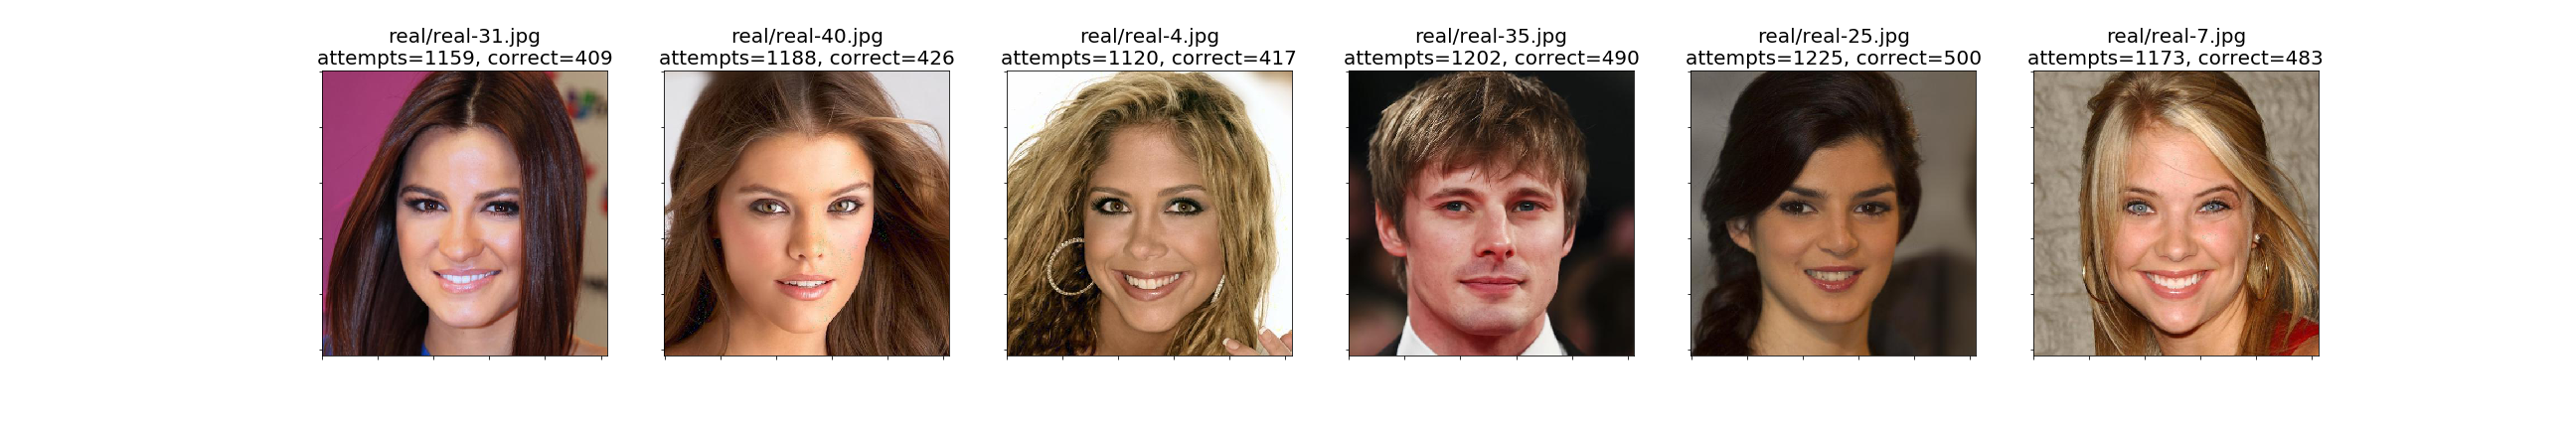 real/real-31.jpg
attempts=1159, correct=409
real/real-40.jpg
attempts=1188, correct=426
real/real-4.jpg
attempts=1120, correct=417
real/real-35.jpg
attempts=1202, correct=490
real/real-25.jpg
attempts=1225, correct=500
real/real-7.jpg
attempts=1173, correct=483